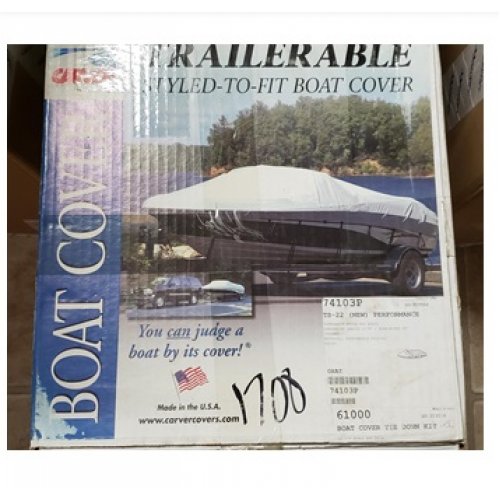 TRAILERABLE
STYLED-TO-FIT BOAT COVER
BOAT COVER
You can judge a
boat by its cover!®
Made in the U.S.A.
www.carvercovers.com
1708
74103P
TS-22 (NEW) PERFORMANCE
74103P
61000
BOAT COVER TIE DOWN KIT